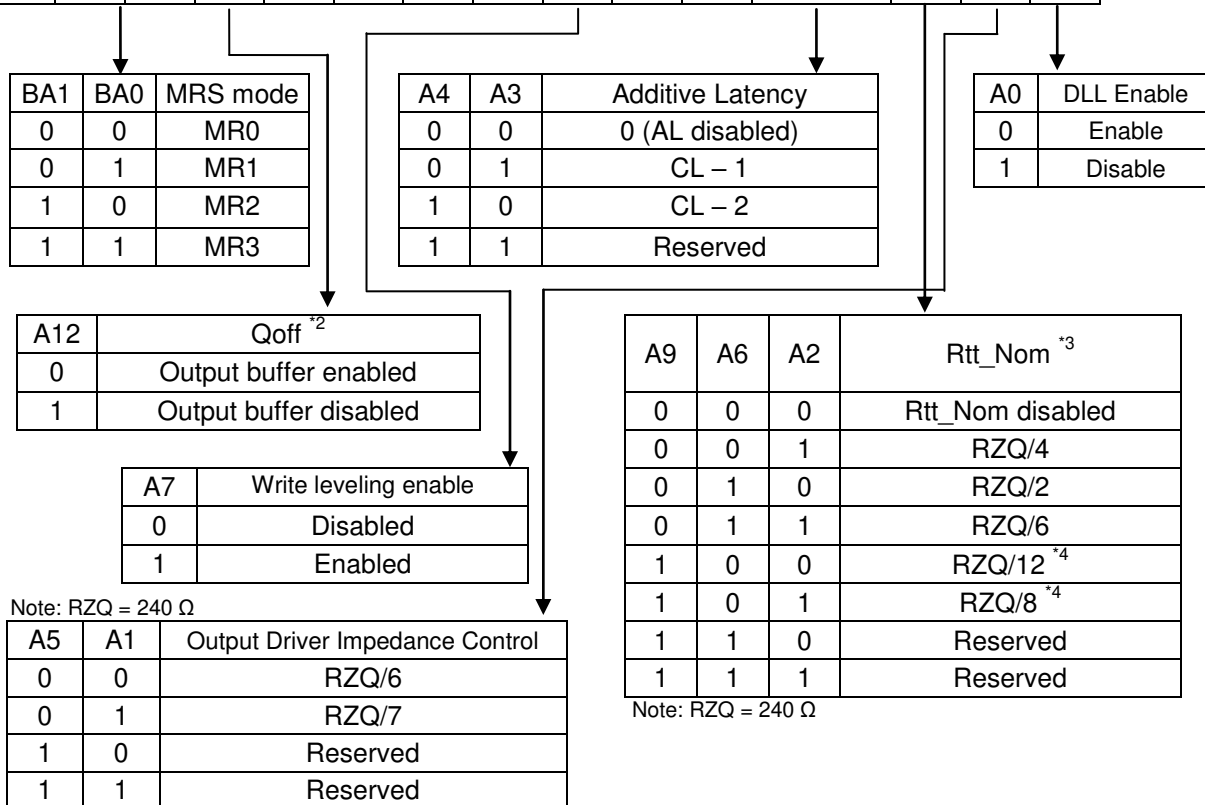 BA1 BA0 MRS mode
0 0 MR0
0 1 MR1
1 0 MR2
1 1 MR3
A4 A3 Additive Latency
0 0 0 (AL disabled)
0 1 CL – 1
1 0 CL – 2
1 1 Reserved
A0 DLL Enable
0 Enable
1 Disable
A12 Qoff *2
0 Output buffer enabled
1 Output buffer disabled
A7 Write leveling enable
0 Disabled
1 Enabled
Note: RZQ = 240 Ω
A5 A1 Output Driver Impedance Control
0 0 RZQ/6
0 1 RZQ/7
1 0 Reserved
1 1 Reserved
A9 A6 A2 Rtt_Nom *3
0 0 0 Rtt_Nom disabled
0 0 1 RZQ/4
0 1 0 RZQ/2
0 1 1 RZQ/6
1 0 0 RZQ/12 *4
1 0 1 RZQ/8 *4
1 1 0 Reserved
1 1 1 Reserved
Note: RZQ = 240 Ω